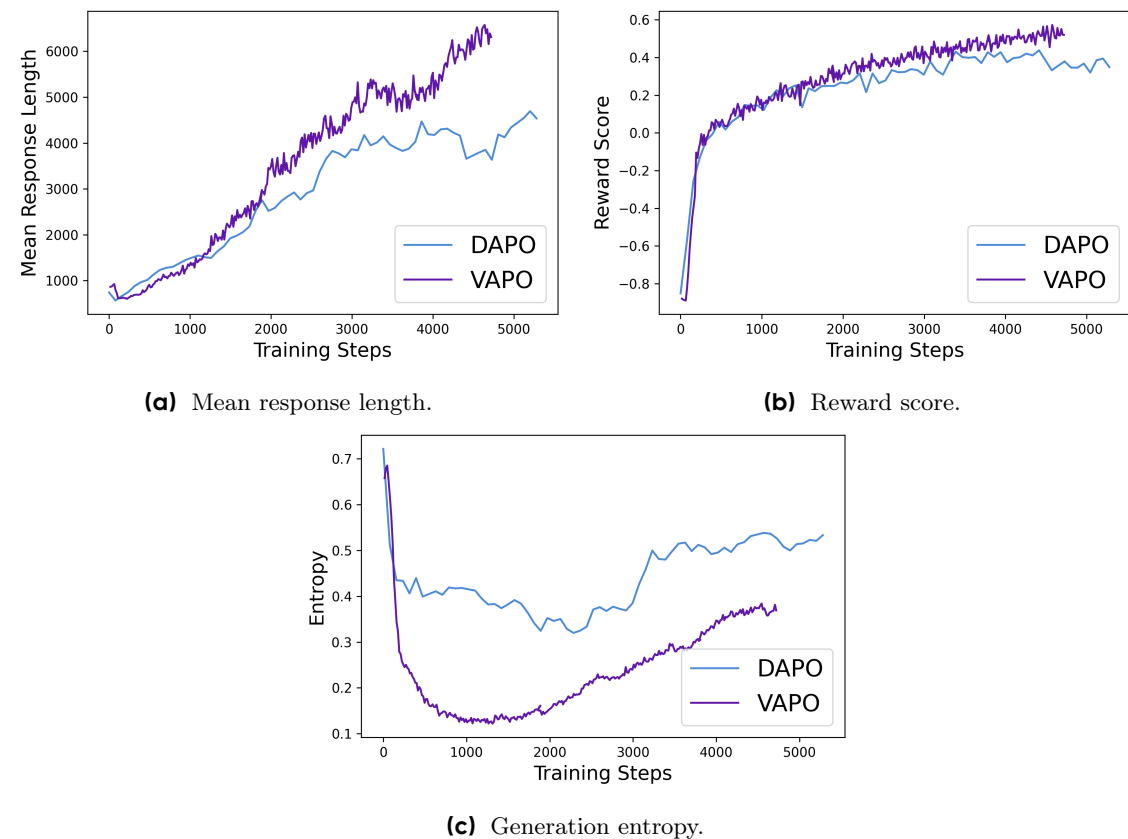 Mean Response Length
6000
5000
4000
3000
2000
1000
0 1000 2000 3000 4000 5000
Training Steps
DAPO
VAPO
(a) Mean response length.
Reward Score
0.6
0.4
0.2
0.0
−0.2
−0.4
−0.6
−0.8
0 1000 2000 3000 4000 5000
Training Steps
DAPO
VAPO
(b) Reward score.
Entropy
0.7
0.6
0.5
0.4
0.3
0.2
0.1
0 1000 2000 3000 4000 5000
Training Steps
DAPO
VAPO
(c) Generation entropy.